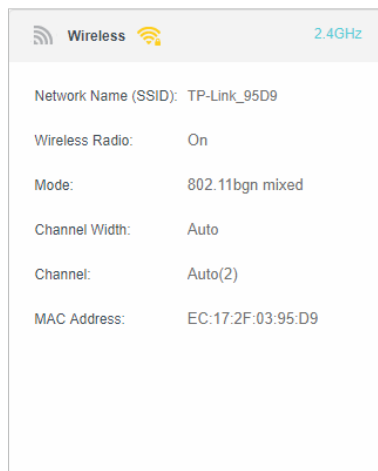 Wireless 2.4GHz
Network Name (SSID): TP-Link_95D9
Wireless Radio: On
Mode: 802.11bgn mixed
Channel Width: Auto
Channel: Auto(2)
MAC Address: EC:17:2F:03:95:D9